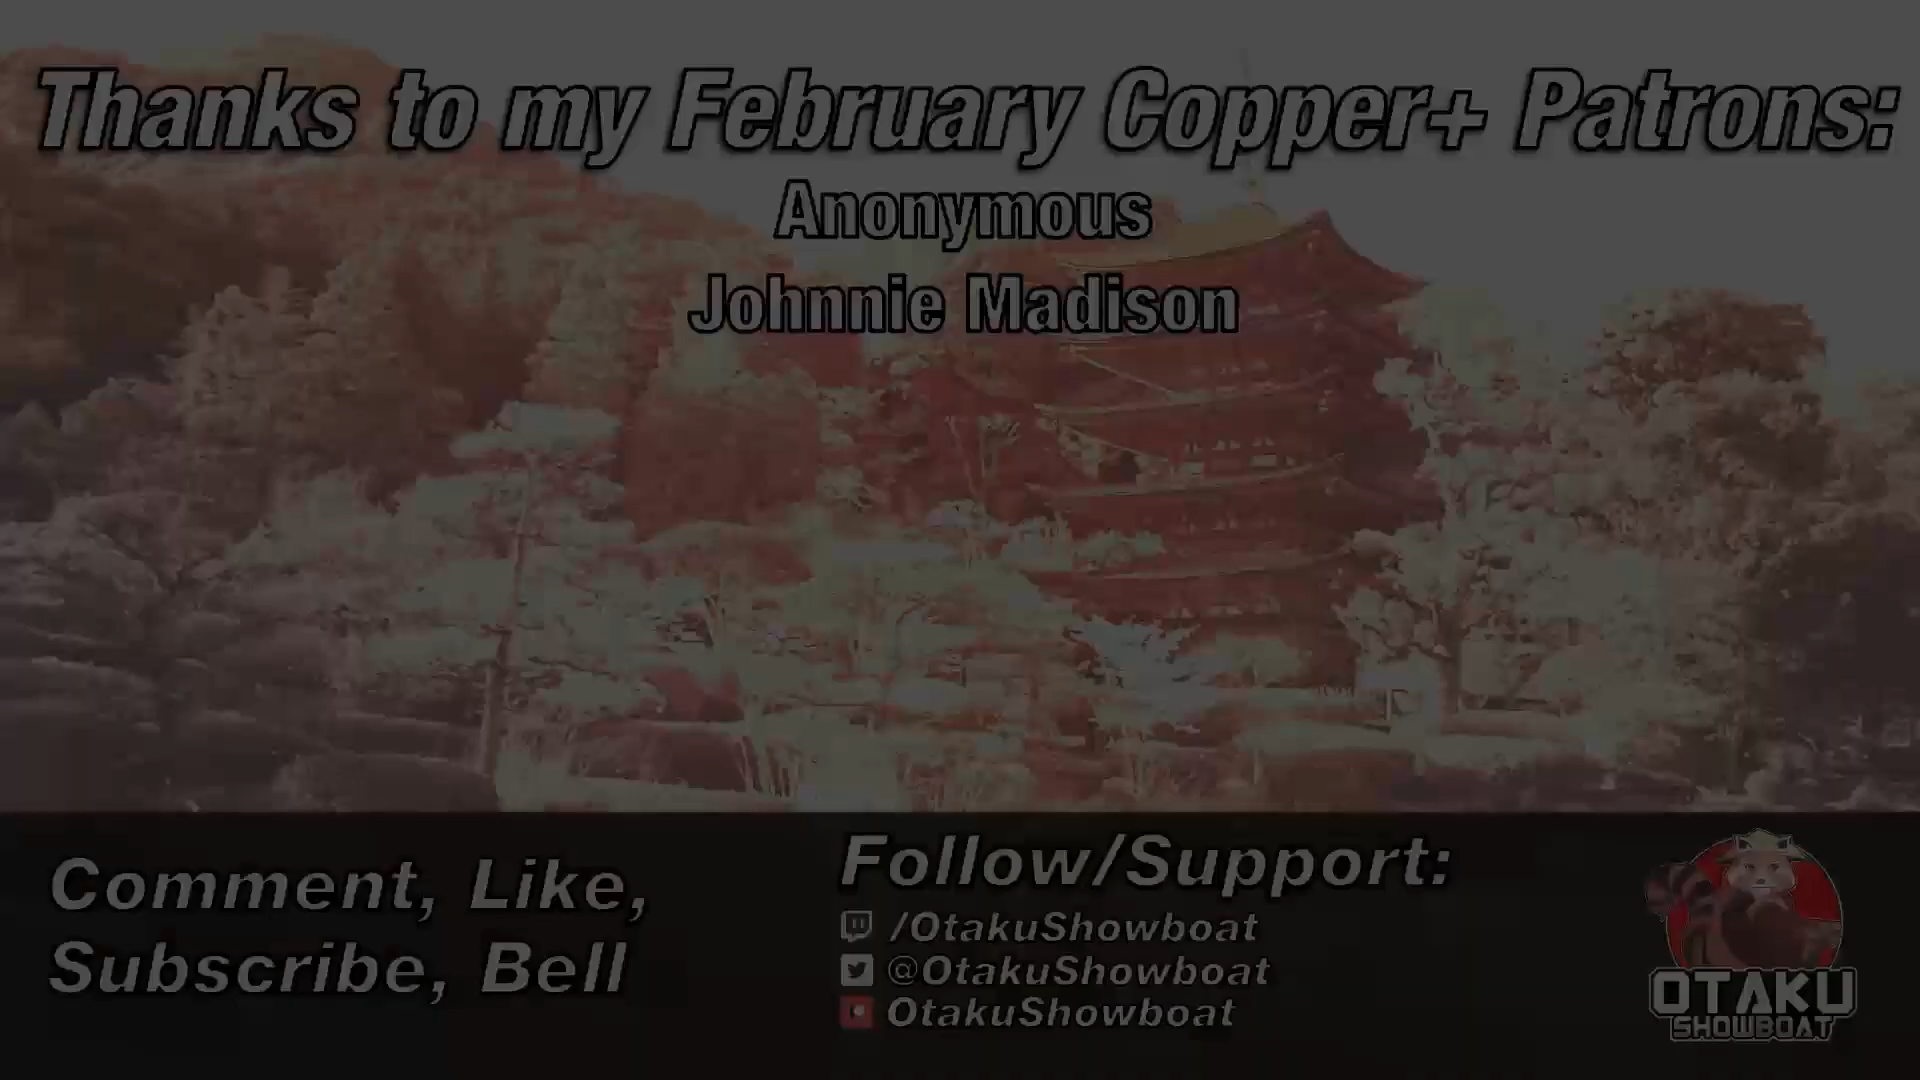 Thanks to my February Copper+ Patrons:
Anonymous
Johnnie Madison
Comment, Like,
Subscribe, Bell
Follow/Support:
/OtakuShowboat
@OtakuShowboat
OtakuShowboat
OTAKU
SHOWBOAT